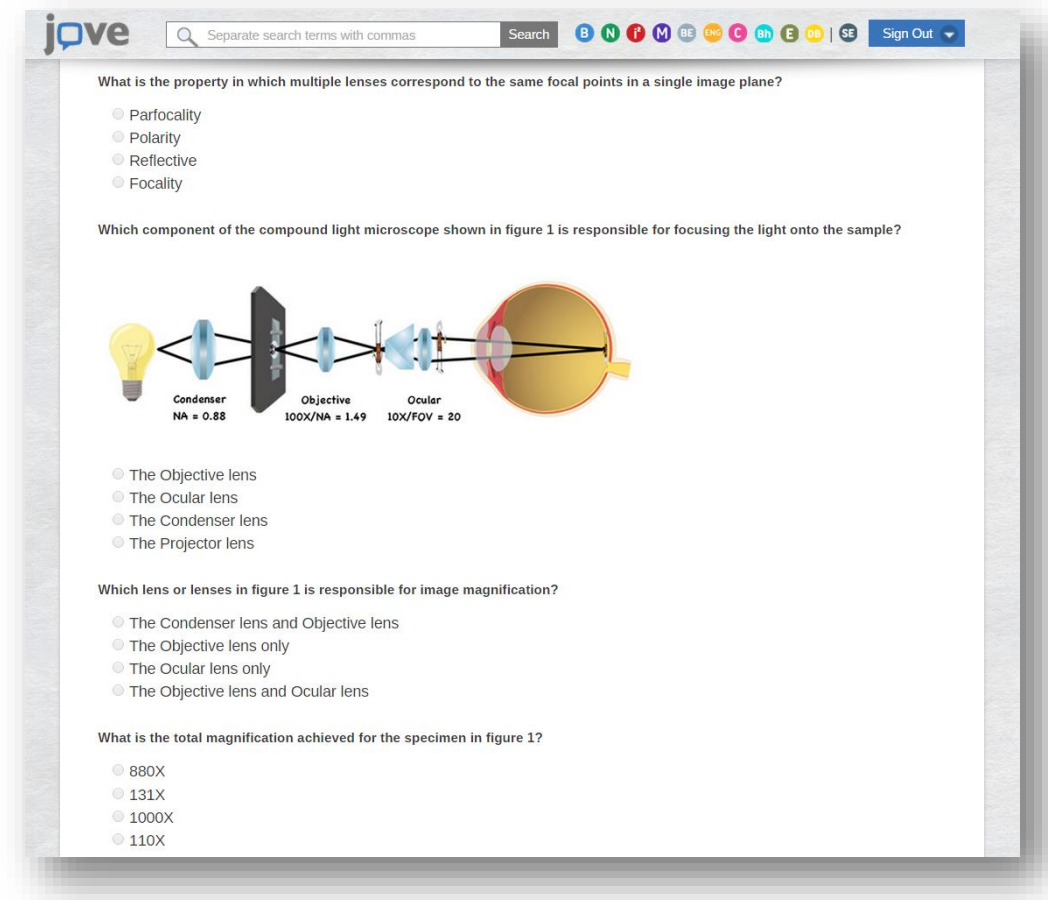 jove
Separate search terms with commas Search B N i² M BE ENG C Bh E DB | SE Sign Out
What is the property in which multiple lenses correspond to the same focal points in a single image plane?
Parfocality
Polarity
Reflective
Focality
Which component of the compound light microscope shown in figure 1 is responsible for focusing the light onto the sample?
Condenser Objective Ocular
NA = 0.88 100X/NA = 1.49 10X/FOV = 20
The Objective lens
The Ocular lens
The Condenser lens
The Projector lens
Which lens or lenses in figure 1 is responsible for image magnification?
The Condenser lens and Objective lens
The Objective lens only
The Ocular lens only
The Objective lens and Ocular lens
What is the total magnification achieved for the specimen in figure 1?
880X
131X
1000X
110X